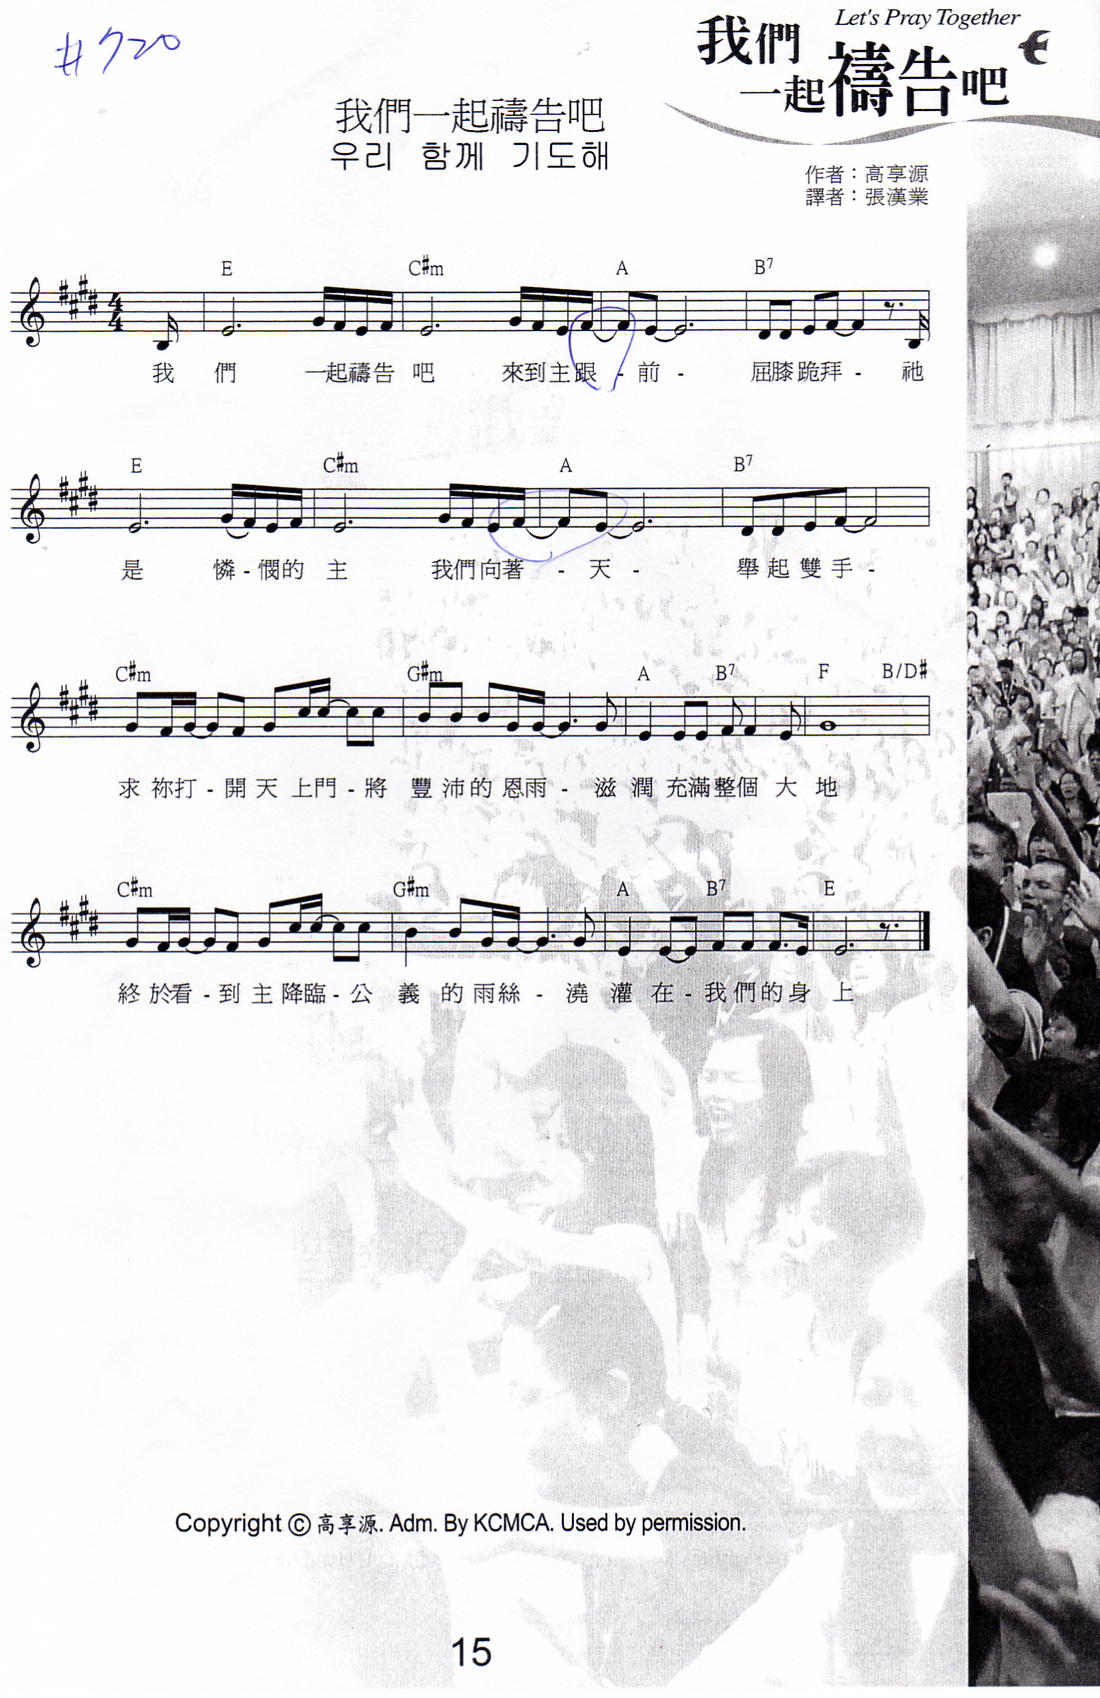 #720
Let's Pray Together
我們
一起禱告吧
我們一起禱告吧
우리 함께 기도해
作者：高享源
譯者：張漢業
E C#m A B7
4
4
我 們 一起禱告 吧 來到主跟 - 前 - 屈膝跪拜 - 祂
E C#m A B7
是 憐 - 憫的 主 我們向著 - 天 - 舉起雙手 -
C#m G#m A B7 F B/D#
求 祢打 - 開 天 上門 - 將 豐 沛的 恩雨 - 滋 潤 充滿整個 大 地
C#m G#m A B7 E
終 於看 - 到 主 降臨 - 公 義 的 雨絲 - 澆 灌 在 - 我們的身 上
Copyright © 高享源. Adm. By KCMCA. Used by permission.
15